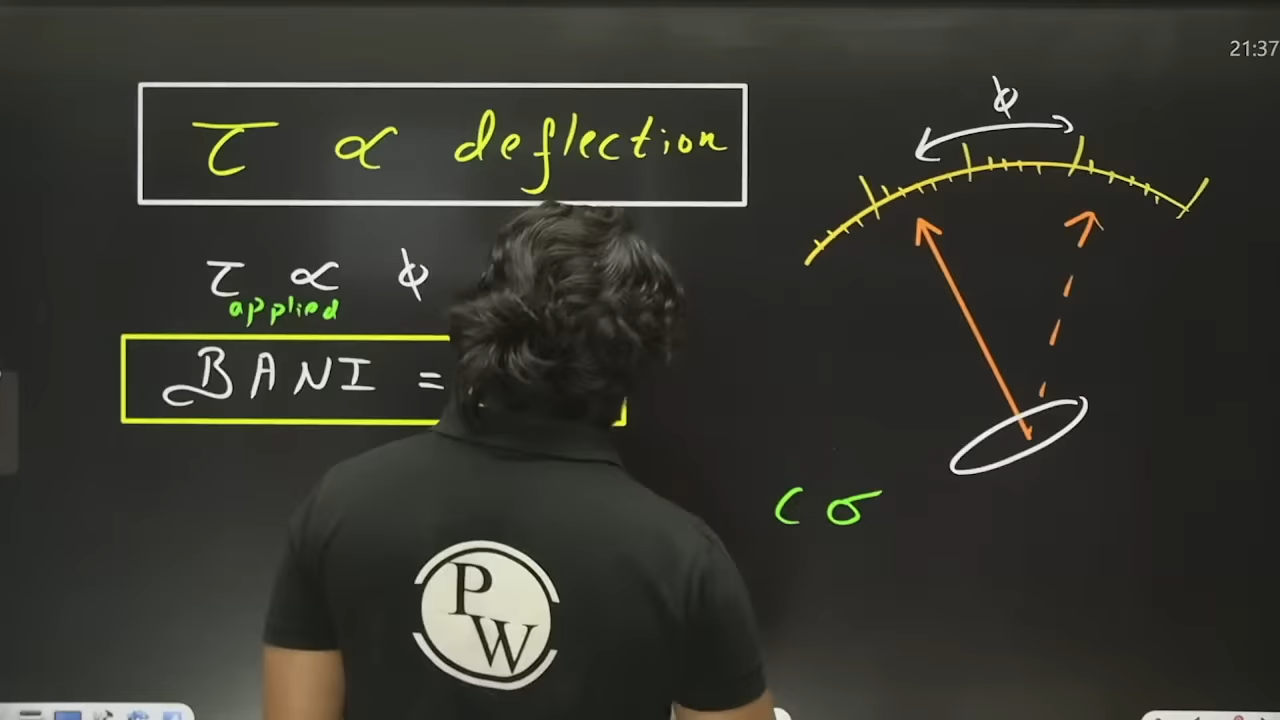 21:37
τ ∝ deflection
ϕ
τ ∝ ϕ
applied
BANI =
PW